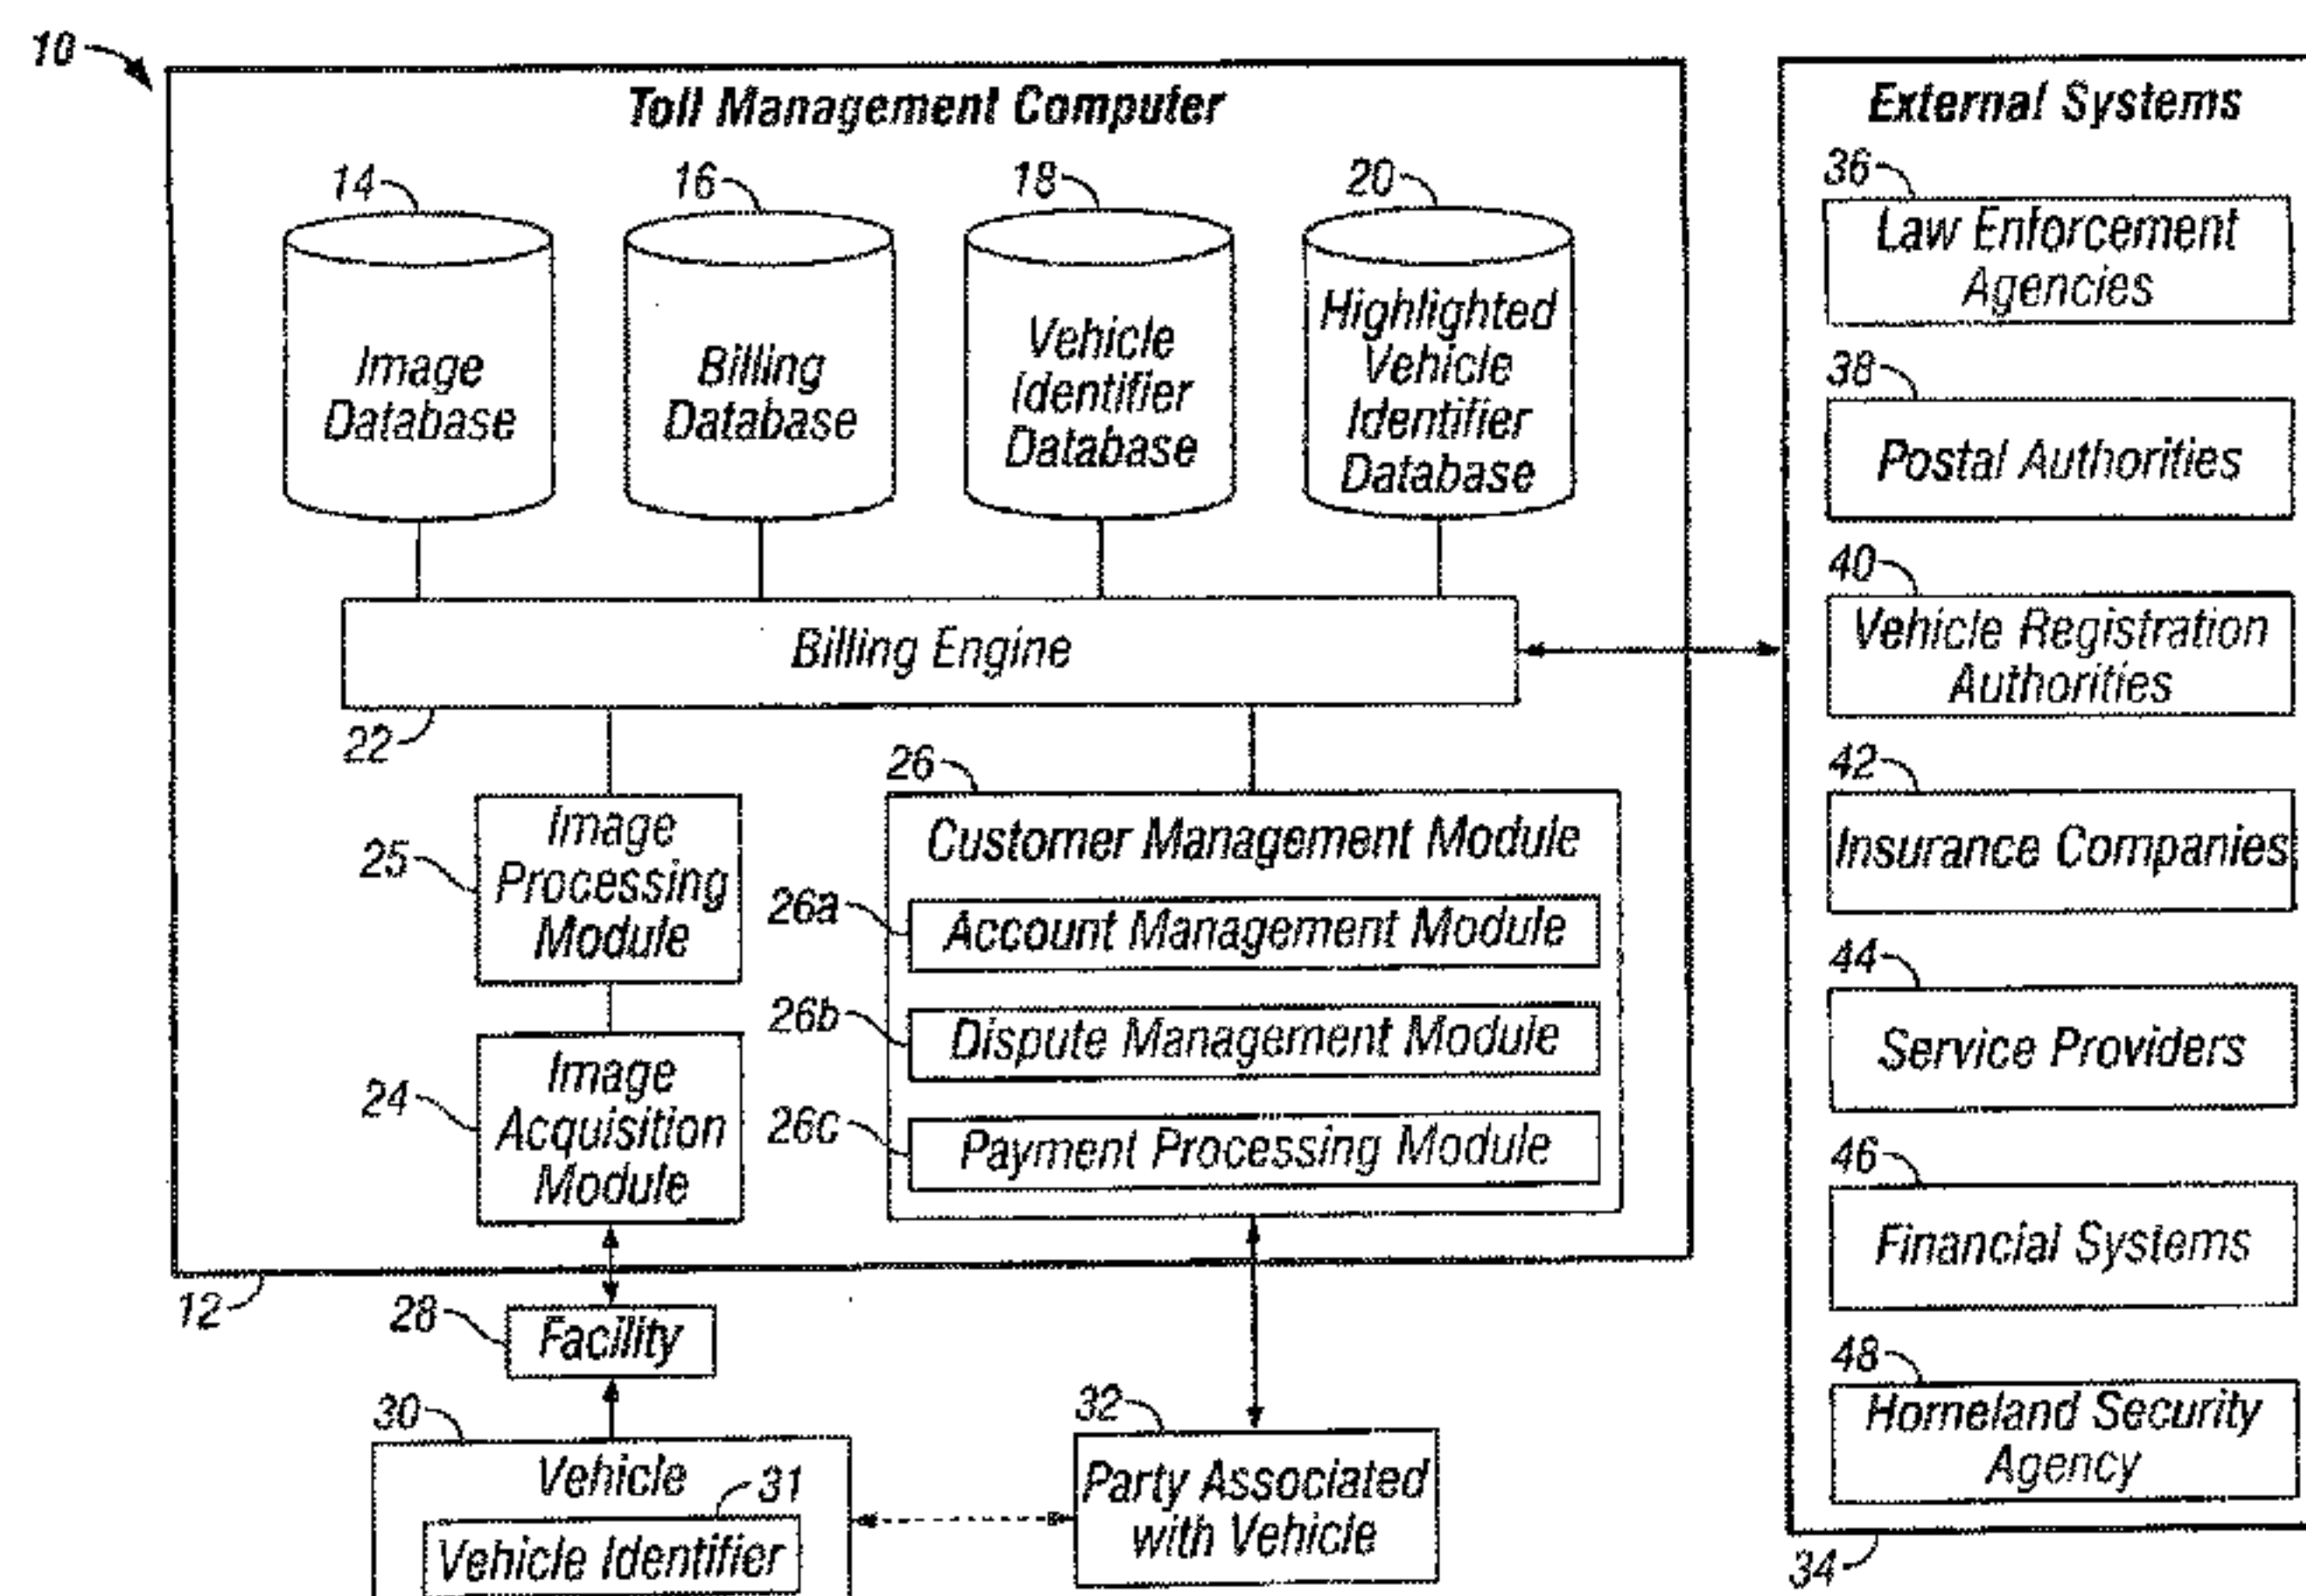 10
Toll Management Computer
14
16
18
20
Image
Database
Billing
Database
Vehicle
Identifier
Database
Highlighted
Vehicle
Identifier
Database
Billing Engine
22
25
Image
Processing
Module
24
Image
Acquisition
Module
26
Customer Management Module
26a
Account Management Module
26b
Dispute Management Module
26c
Payment Processing Module
12
28
Facility
30
Vehicle
31
Vehicle Identifier
32
Party Associated
with Vehicle
External Systems
36
Law Enforcement
Agencies
38
Postal Authorities
40
Vehicle Registration
Authorities
42
Insurance Companies
44
Service Providers
46
Financial Systems
48
Homeland Security
Agency
34